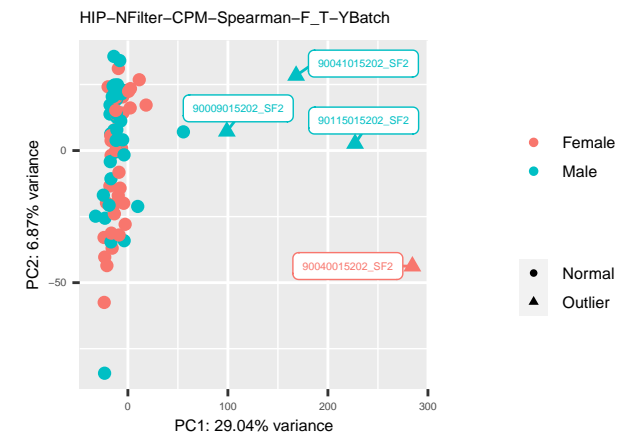 HIP−NFilter−CPM−Spearman−F_T−YBatch
90041015202_SF2
90009015202_SF2
90115015202_SF2
90040015202_SF2
PC2: 6.87% variance
0
−50
0
100
200
300
PC1: 29.04% variance
Female
Male
Normal
Outlier